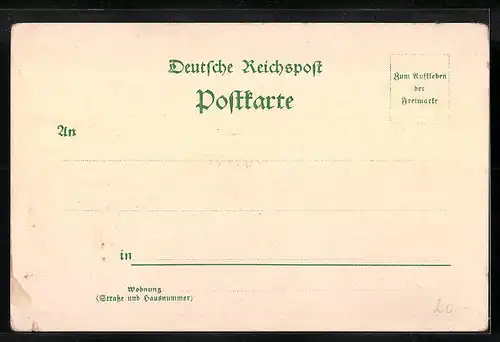 Deutsche Reichspost
Postkarte
Zum Aufkleben
der
Freimarke
An
in
Wohnung
(Straße und Hausnummer)
20.-